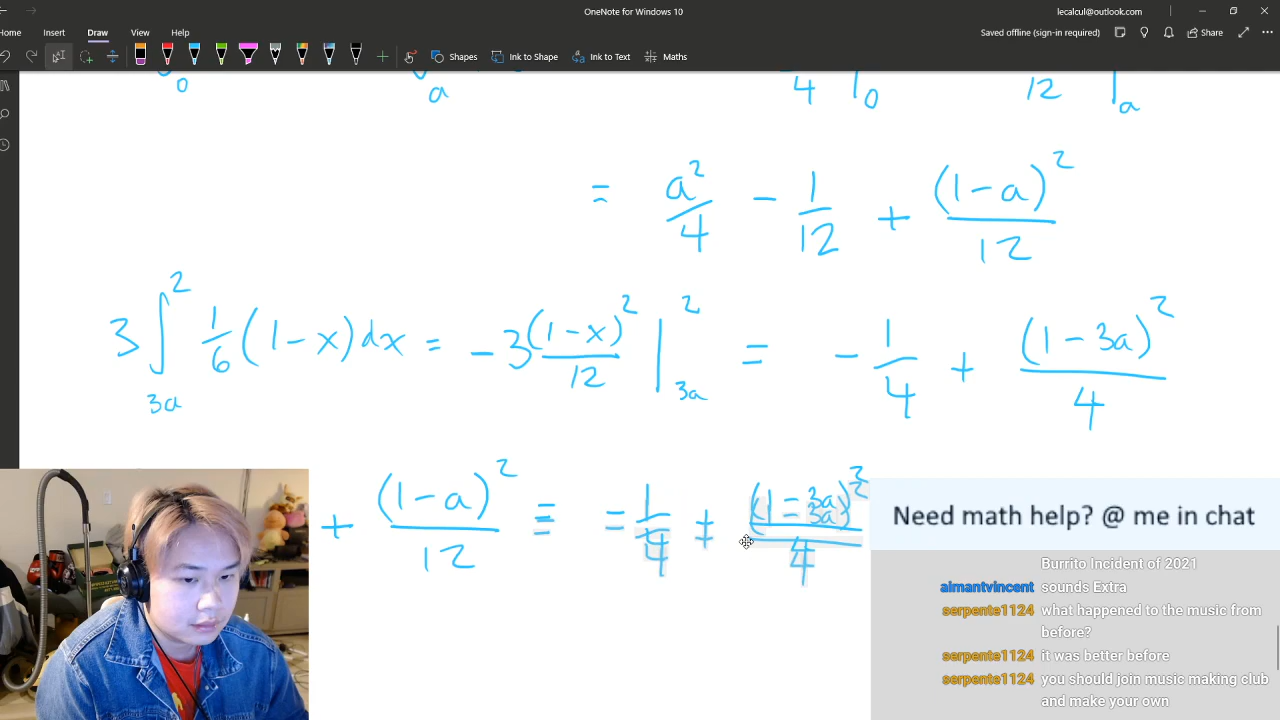 OneNote for Windows 10
lecalcul@outlook.com
Home Insert Draw View Help
Saved offline (sign-in required) Share
Shapes Ink to Shape Ink to Text Maths
0 a 4 |0 12 |a
= a²/4 - 1/12 + (1-a)²/12
3∫_{3a}^{2} 1/6 (1-x)dx = -3(1-x)²/12 |_{3a}^{2} = -1/4 + (1-3a)²/4
+ (1-a)²/12 = -1/4 + (1-3a)²/4
Need math help? @ me in chat
Burrito Incident of 2021
aimantvincent sounds Extra
serpente1124 what happened to the music from
before?
serpente1124 it was better before
serpente1124 you should join music making club
and make your own